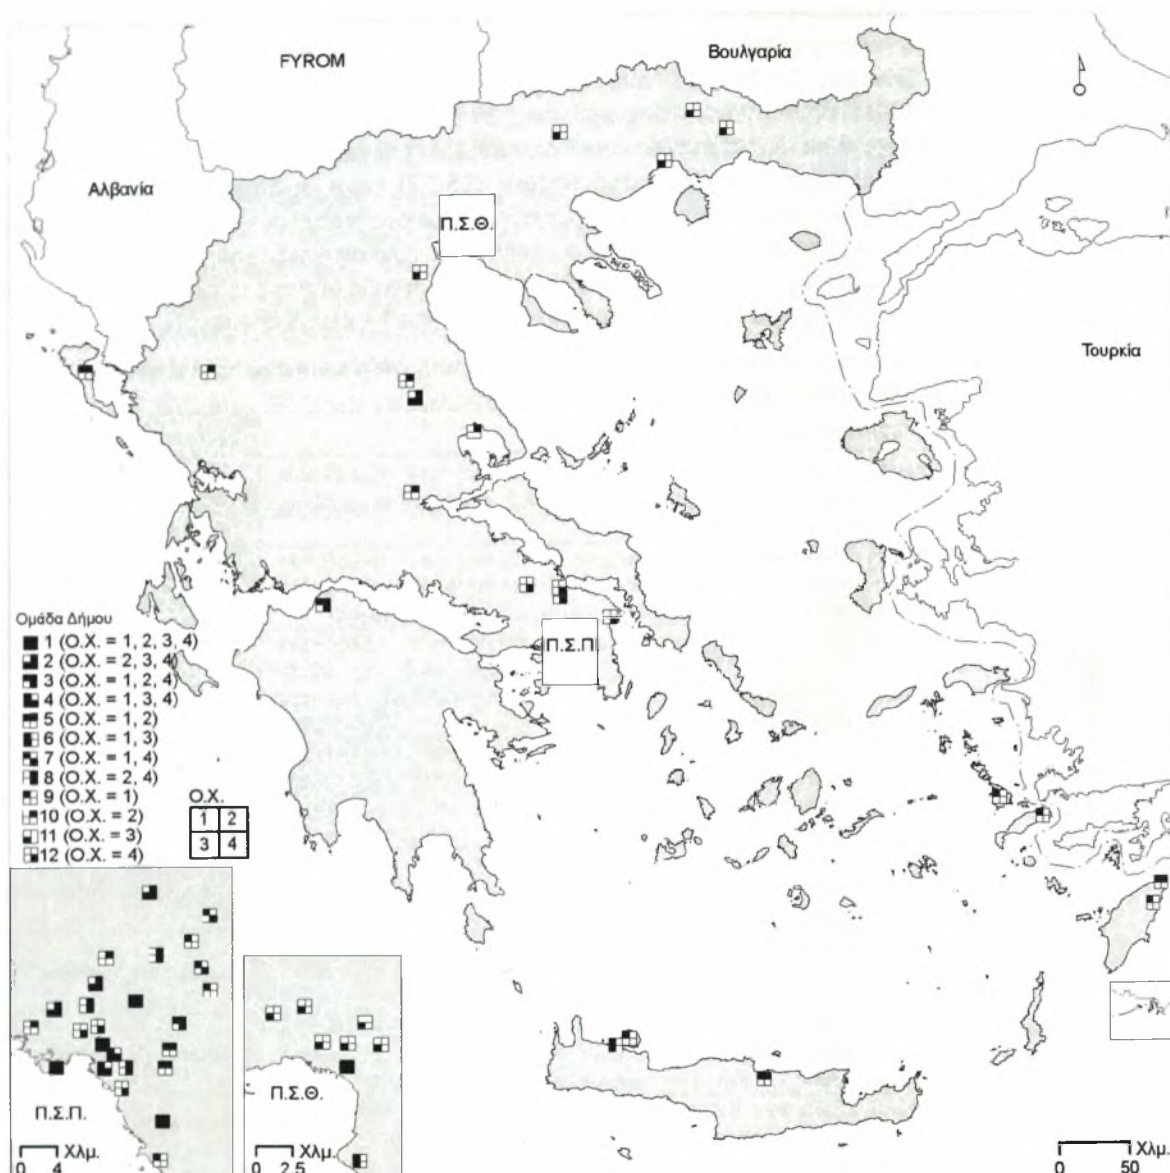 FYROM
Βουλγαρία
Αλβανία
Π.Σ.Θ.
Τουρκία
Π.Σ.Π
Ομάδα Δήμου
1 (Ο.Χ. = 1, 2, 3, 4)
2 (Ο.Χ. = 2, 3, 4)
3 (Ο.Χ. = 1, 2, 4)
4 (Ο.Χ. = 1, 3, 4)
5 (Ο.Χ. = 1, 2)
6 (Ο.Χ. = 1, 3)
7 (Ο.Χ. = 1, 4)
8 (Ο.Χ. = 2, 4)
9 (Ο.Χ. = 1)
10 (Ο.Χ. = 2)
11 (Ο.Χ. = 3)
12 (Ο.Χ. = 4)
Ο.Χ.
1 2
3 4
Π.Σ.Π.
Χλμ.
0 4
Π.Σ.Θ.
Χλμ.
0 2.5
Χλμ.
0 50